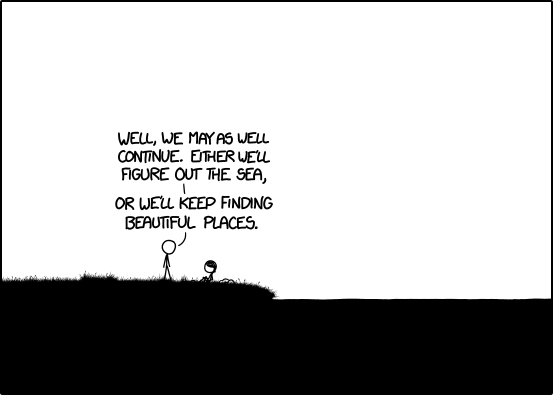 WELL, WE MAY AS WELL
CONTINUE. EITHER WE'LL
FIGURE OUT THE SEA,
OR WE'LL KEEP FINDING
BEAUTIFUL PLACES.